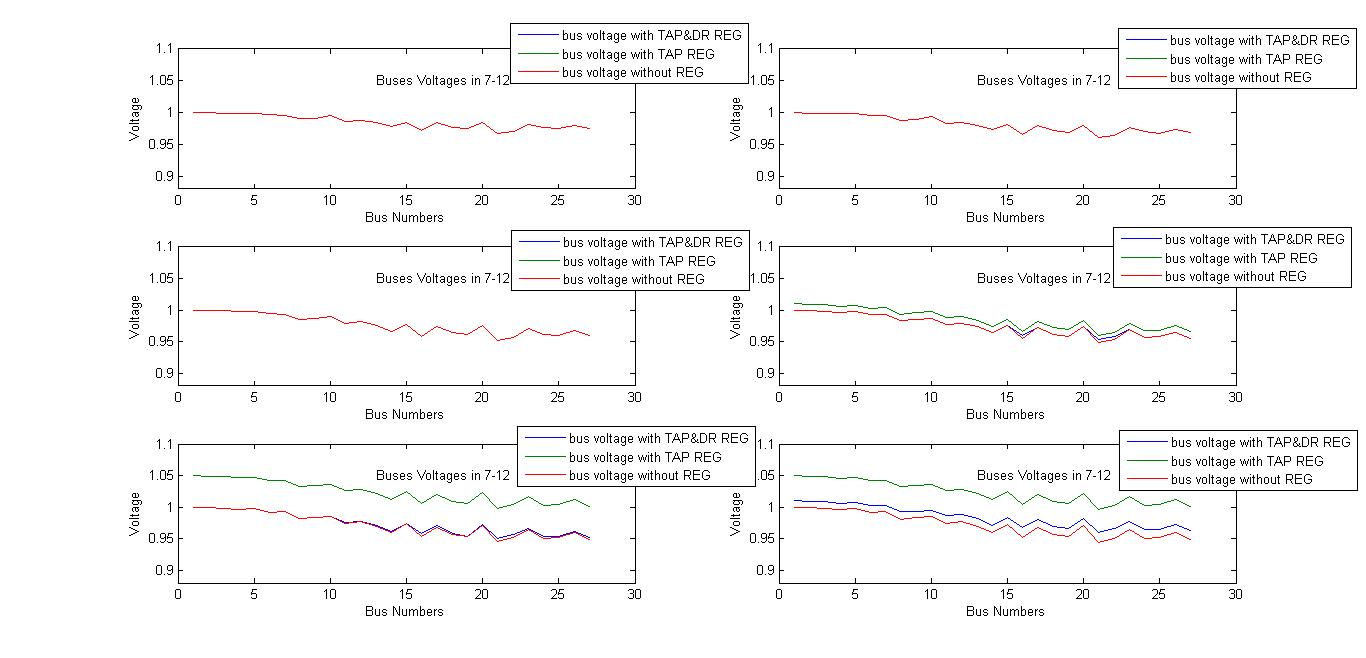 bus voltage with TAP&DR REG
bus voltage with TAP REG
bus voltage without REG
Buses Voltages in 7-12
1.1
1.05
1
0.95
0.9
Voltage
0 5 10 15 20 25 30
Bus Numbers
bus voltage with TAP&DR REG
bus voltage with TAP REG
bus voltage without REG
Buses Voltages in 7-12
1.1
1.05
1
0.95
0.9
Voltage
0 5 10 15 20 25 30
Bus Numbers
bus voltage with TAP&DR REG
bus voltage with TAP REG
bus voltage without REG
Buses Voltages in 7-12
1.1
1.05
1
0.95
0.9
Voltage
0 5 10 15 20 25 30
Bus Numbers
bus voltage with TAP&DR REG
bus voltage with TAP REG
bus voltage without REG
Buses Voltages in 7-12
1.1
1.05
1
0.95
0.9
Voltage
0 5 10 15 20 25 30
Bus Numbers
bus voltage with TAP&DR REG
bus voltage with TAP REG
bus voltage without REG
Buses Voltages in 7-12
1.1
1.05
1
0.95
0.9
Voltage
0 5 10 15 20 25 30
Bus Numbers
bus voltage with TAP&DR REG
bus voltage with TAP REG
bus voltage without REG
Buses Voltages in 7-12
1.1
1.05
1
0.95
0.9
Voltage
0 5 10 15 20 25 30
Bus Numbers